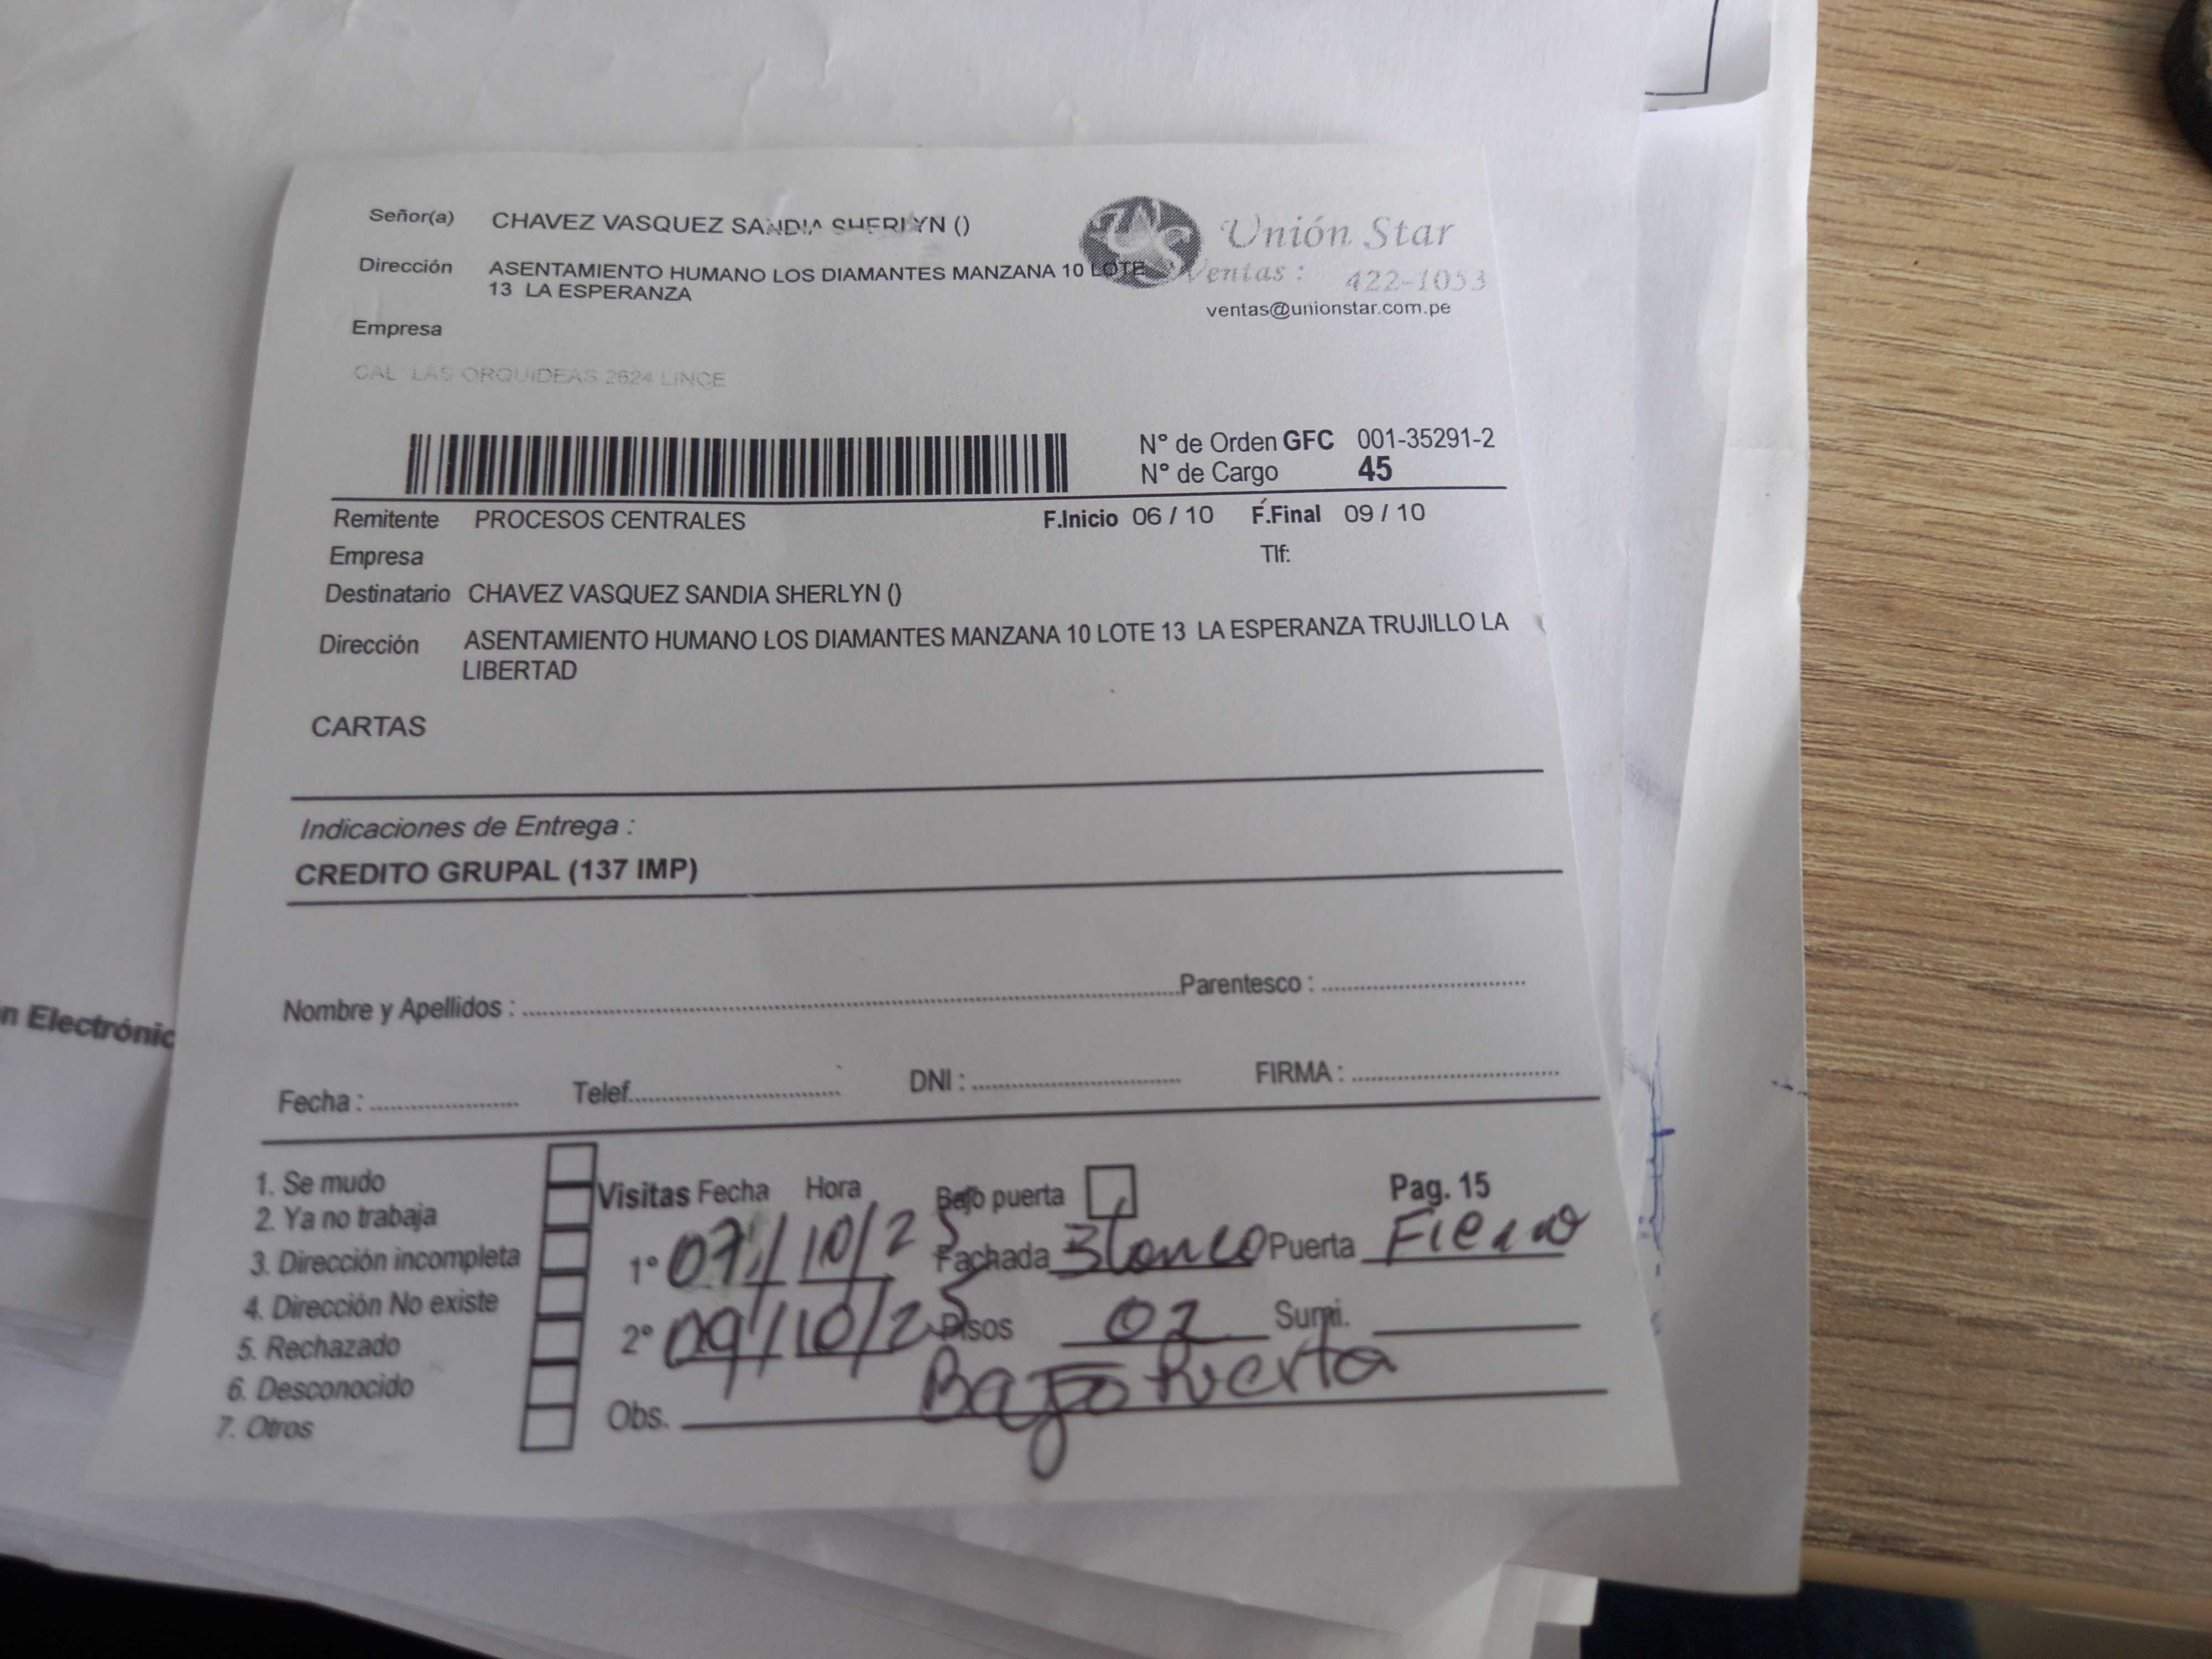 Señor(a) CHAVEZ VASQUEZ SANDIA SHERLYN ()
Unión Star
Dirección ASENTAMIENTO HUMANO LOS DIAMANTES MANZANA 10 LOTE
13 LA ESPERANZA
Ventas : 422-1053
ventas@unionstar.com.pe
Empresa
CAL LAS ORQUIDEAS 2624 LINCE
N° de Orden GFC 001-35291-2
N° de Cargo 45
Remitente PROCESOS CENTRALES F.Inicio 06 / 10 F.Final 09 / 10
Empresa Tlf:
Destinatario CHAVEZ VASQUEZ SANDIA SHERLYN ()
Dirección ASENTAMIENTO HUMANO LOS DIAMANTES MANZANA 10 LOTE 13 LA ESPERANZA TRUJILLO LA
LIBERTAD
CARTAS
Indicaciones de Entrega :
CREDITO GRUPAL (137 IMP)
Nombre y Apellidos : Parentesco :
Fecha : Telef. DNI : FIRMA :
n Electrónic
1. Se mudo
2. Ya no trabaja
3. Dirección incompleta
4. Dirección No existe
5. Rechazado
6. Desconocido
7. Otros
Visitas Fecha Hora Bajo puerta Pag. 15
1° 07/10/25 Fachada Blanco Puerta Fierro
2° 09/10/25 Pisos 02 Sumi.
Obs. Bajo Puerta